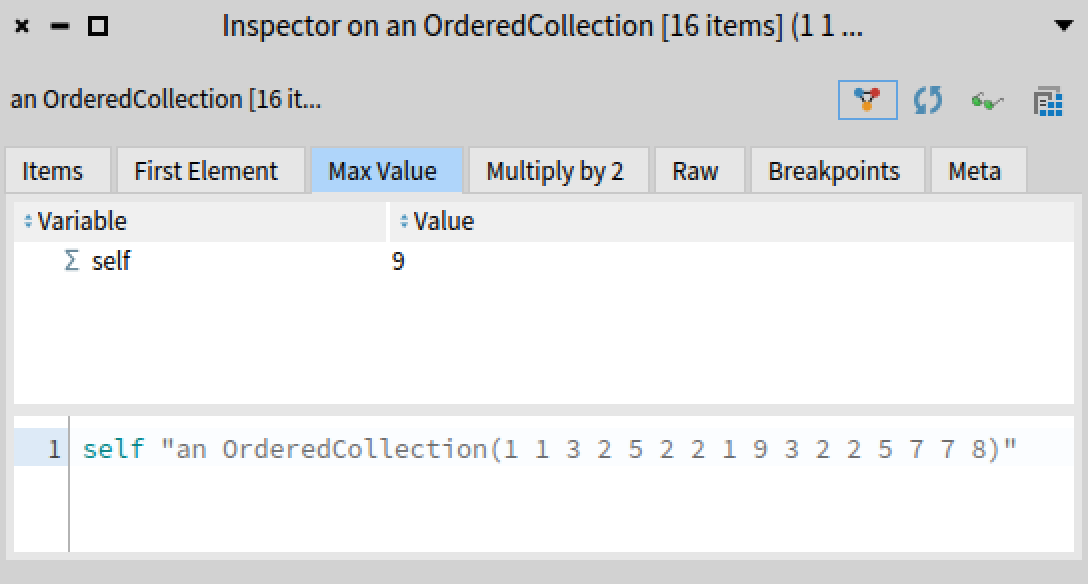 Inspector on an OrderedCollection [16 items] (1 1 ...
an OrderedCollection [16 it...
Items First Element Max Value Multiply by 2 Raw Breakpoints Meta
Variable Value
Σ self 9
1 self "an OrderedCollection(1 1 3 2 5 2 2 1 9 3 2 2 5 7 7 8)"